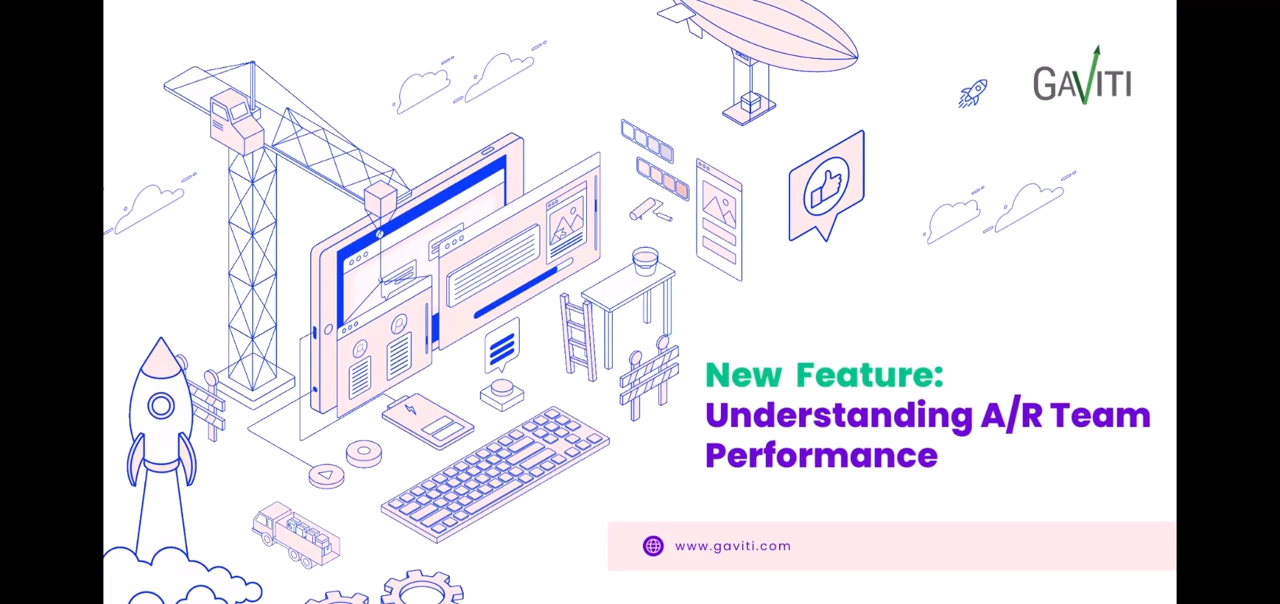 GAVITI
New Feature:
Understanding A/R Team
Performance
www.gaviti.com